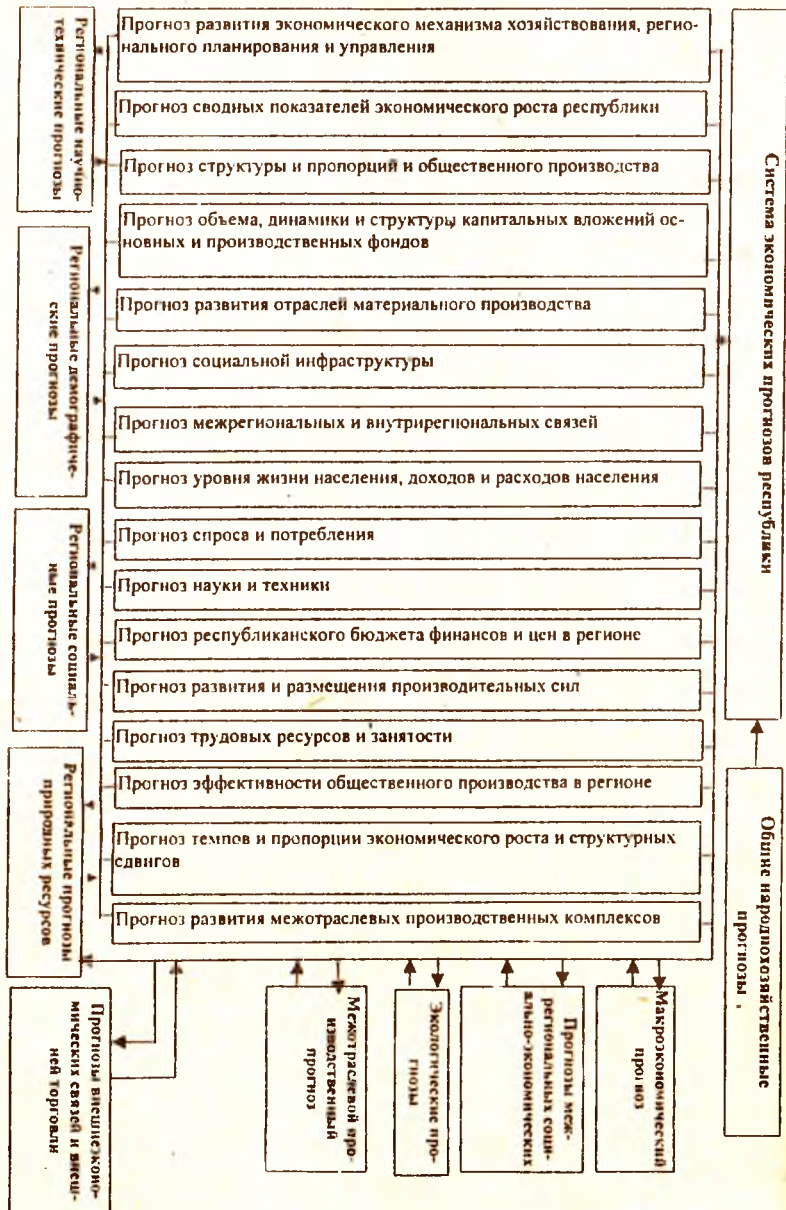 Региональные научно-
технические прогнозы
Региональные демографиче-
ские прогнозы
Региональные социаль-
ные прогнозы
Региональные прогнозы
природных ресурсов
Прогноз развития экономического механизма хозяйствования, реги-
онального планирования и управления
Прогноз сводных показателей экономического роста республики
Прогноз структуры и пропорций и общественного производства
Прогноз объема, динамики и структуры капитальных вложений ос-
новных и производственных фондов
Прогноз развития отраслей материального производства
Прогноз социальной инфраструктуры
Прогноз межрегиональных и внутрирегиональных связей
Прогноз уровня жизни населения, доходов и расходов населения
Прогноз спроса и потребления
Прогноз науки и техники
Прогноз республиканского бюджета финансов и цен в регионе
Прогноз развития и размещения производительных сил
Прогноз трудовых ресурсов и занятости
Прогноз эффективности общественного производства в регионе
Прогноз темпов и пропорции экономического роста и структурных
сдвигов
Прогноз развития межотраслевых производственных комплексов
Система экономических прогнозов республики
Общие народнохозяйственные
прогнозы
Прогнозы внешнеэконо-
мических связей и внеш-
ней торговли
Межотраслевой про-
изводственный
прогноз
Экологические про-
гнозы
Прогнозы меж-
региональных соци-
ально-экономических
Макроэкономический
прогноз